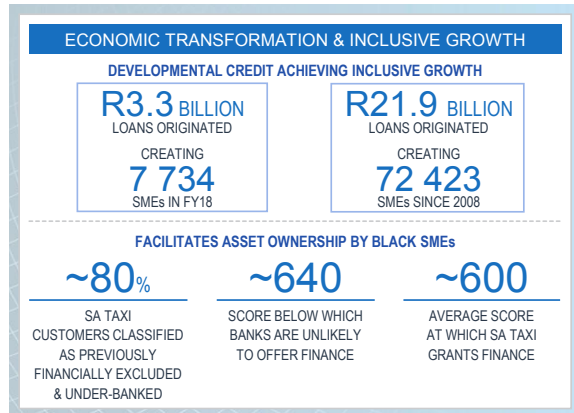 ECONOMIC TRANSFORMATION & INCLUSIVE GROWTH
DEVELOPMENTAL CREDIT ACHIEVING INCLUSIVE GROWTH
R3.3 BILLION
LOANS ORIGINATED
CREATING
7 734
SMEs IN FY18
R21.9 BILLION
LOANS ORIGINATED
CREATING
72 423
SMEs SINCE 2008
FACILITATES ASSET OWNERSHIP BY BLACK SMEs
~80%
SA TAXI
CUSTOMERS CLASSIFIED
AS PREVIOUSLY
FINANCIALLY EXCLUDED
& UNDER-BANKED
~640
SCORE BELOW WHICH
BANKS ARE UNLIKELY
TO OFFER FINANCE
~600
AVERAGE SCORE
AT WHICH SA TAXI
GRANTS FINANCE